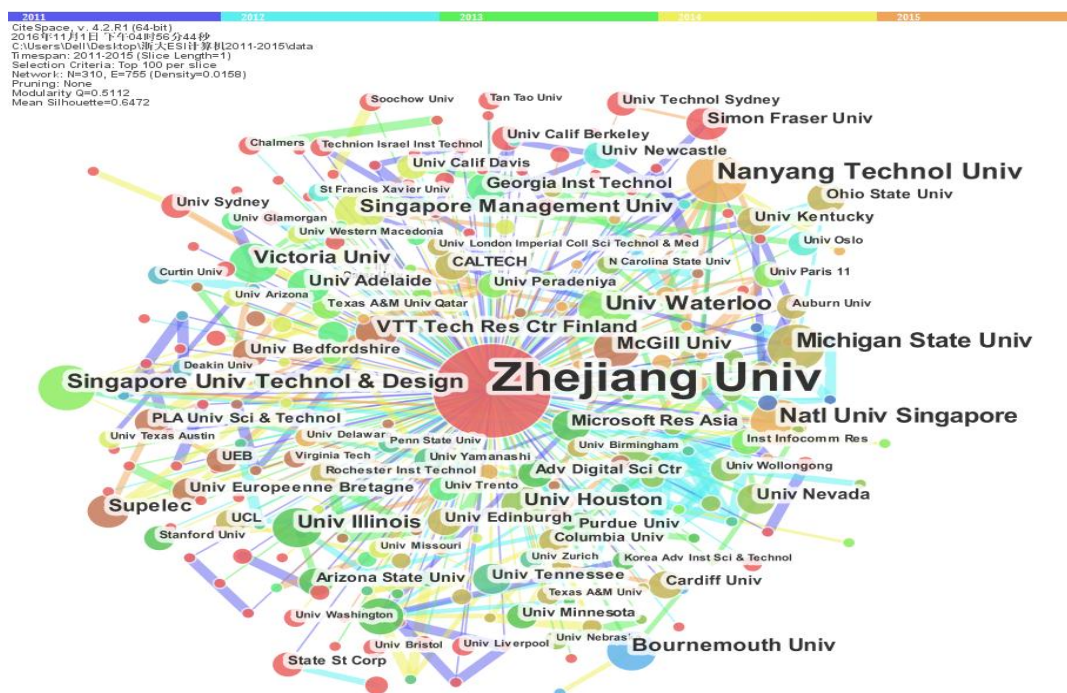 2011 2012 2013 2014 2015
CiteSpace, v. 4.2.R1 (64-bit)
2016年11月1日 下午04时56分44秒
C:\Users\Dell\Desktop\浙大ESI计算机2011-2015\data
Timespan: 2011-2015 (Slice Length=1)
Selection Criteria: Top 100 per slice
Network: N=310, E=755 (Density=0.0158)
Pruning: None
Modularity Q=0.5112
Mean Silhouette=0.6472
Soochow Univ
Tan Tao Univ
Univ Technol Sydney
Simon Fraser Univ
Chalmers
Technion Israel Inst Technol
Univ Calif Berkeley
Univ Newcastle
Univ Calif Davis
Nanyang Technol Univ
St Francis Xavier Univ
Georgia Inst Technol
Ohio State Univ
Univ Sydney
Singapore Management Univ
Univ Kentucky
Univ Glamorgan
Univ Western Macedonia
Univ London Imperial Coll Sci Technol & Med
Univ Oslo
Victoria Univ
CALTECH
N Carolina State Univ
Curtin Univ
Univ Adelaide
Univ Peradeniya
Univ Paris 11
Univ Arizona
Texas A&M Univ Qatar
Univ Waterloo
Auburn Univ
VTT Tech Res Ctr Finland
Univ Bedfordshire
McGill Univ
Michigan State Univ
Deakin Univ
Singapore Univ Technol & Design
Zhejiang Univ
PLA Univ Sci & Technol
Microsoft Res Asia
Natl Univ Singapore
Univ Texas Austin
Univ Delawar
Penn State Univ
Univ Birmingham
Inst Infocomm Res
UEB
Virginia Tech
Univ Yamanashi
Rochester Inst Technol
Adv Digital Sci Ctr
Univ Wollongong
Univ Europeenne Bretagne
Univ Trento
Univ Houston
Univ Nevada
Supelec
UCL
Univ Illinois
Univ Edinburgh
Purdue Univ
Stanford Univ
Columbia Univ
Univ Missouri
Univ Zurich
Korea Adv Inst Sci & Technol
Arizona State Univ
Univ Tennessee
Cardiff Univ
Texas A&M Univ
Univ Washington
Univ Minnesota
Univ Bristol
Univ Liverpool
Univ Nebras
Bournemouth Univ
State St Corp